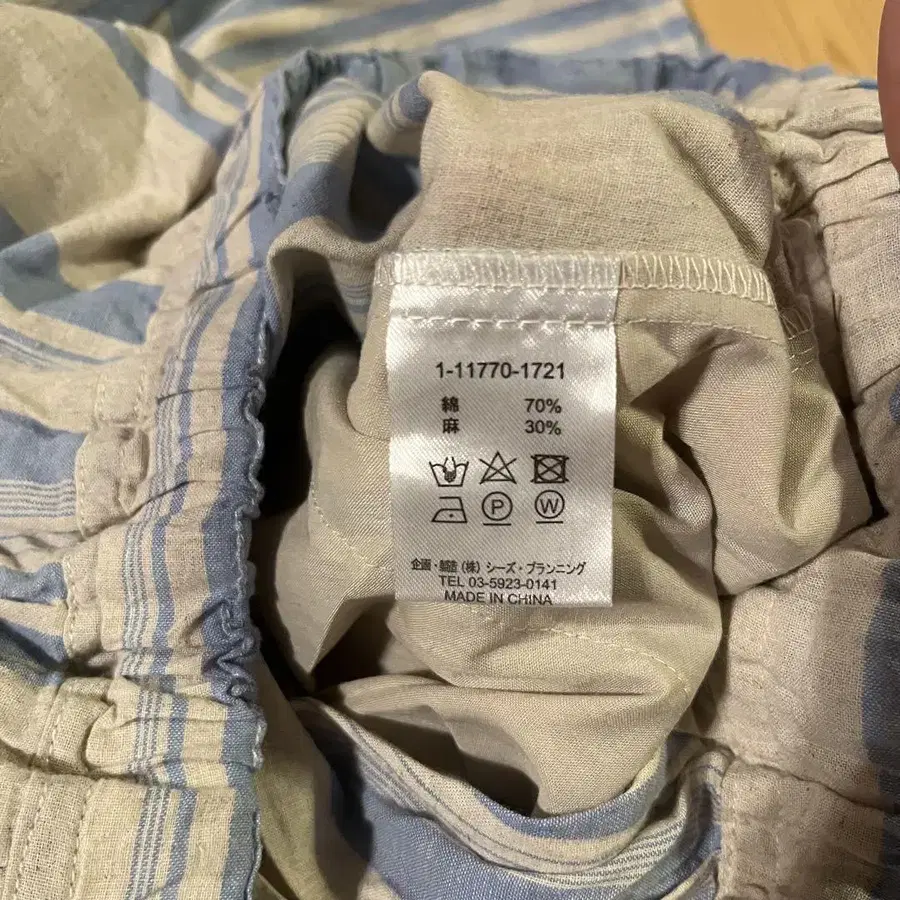 1-11770-1721
綿 70%
麻 30%
P W
企画・製造(株)シーズ・プランニング
TEL 03-5923-0141
MADE IN CHINA